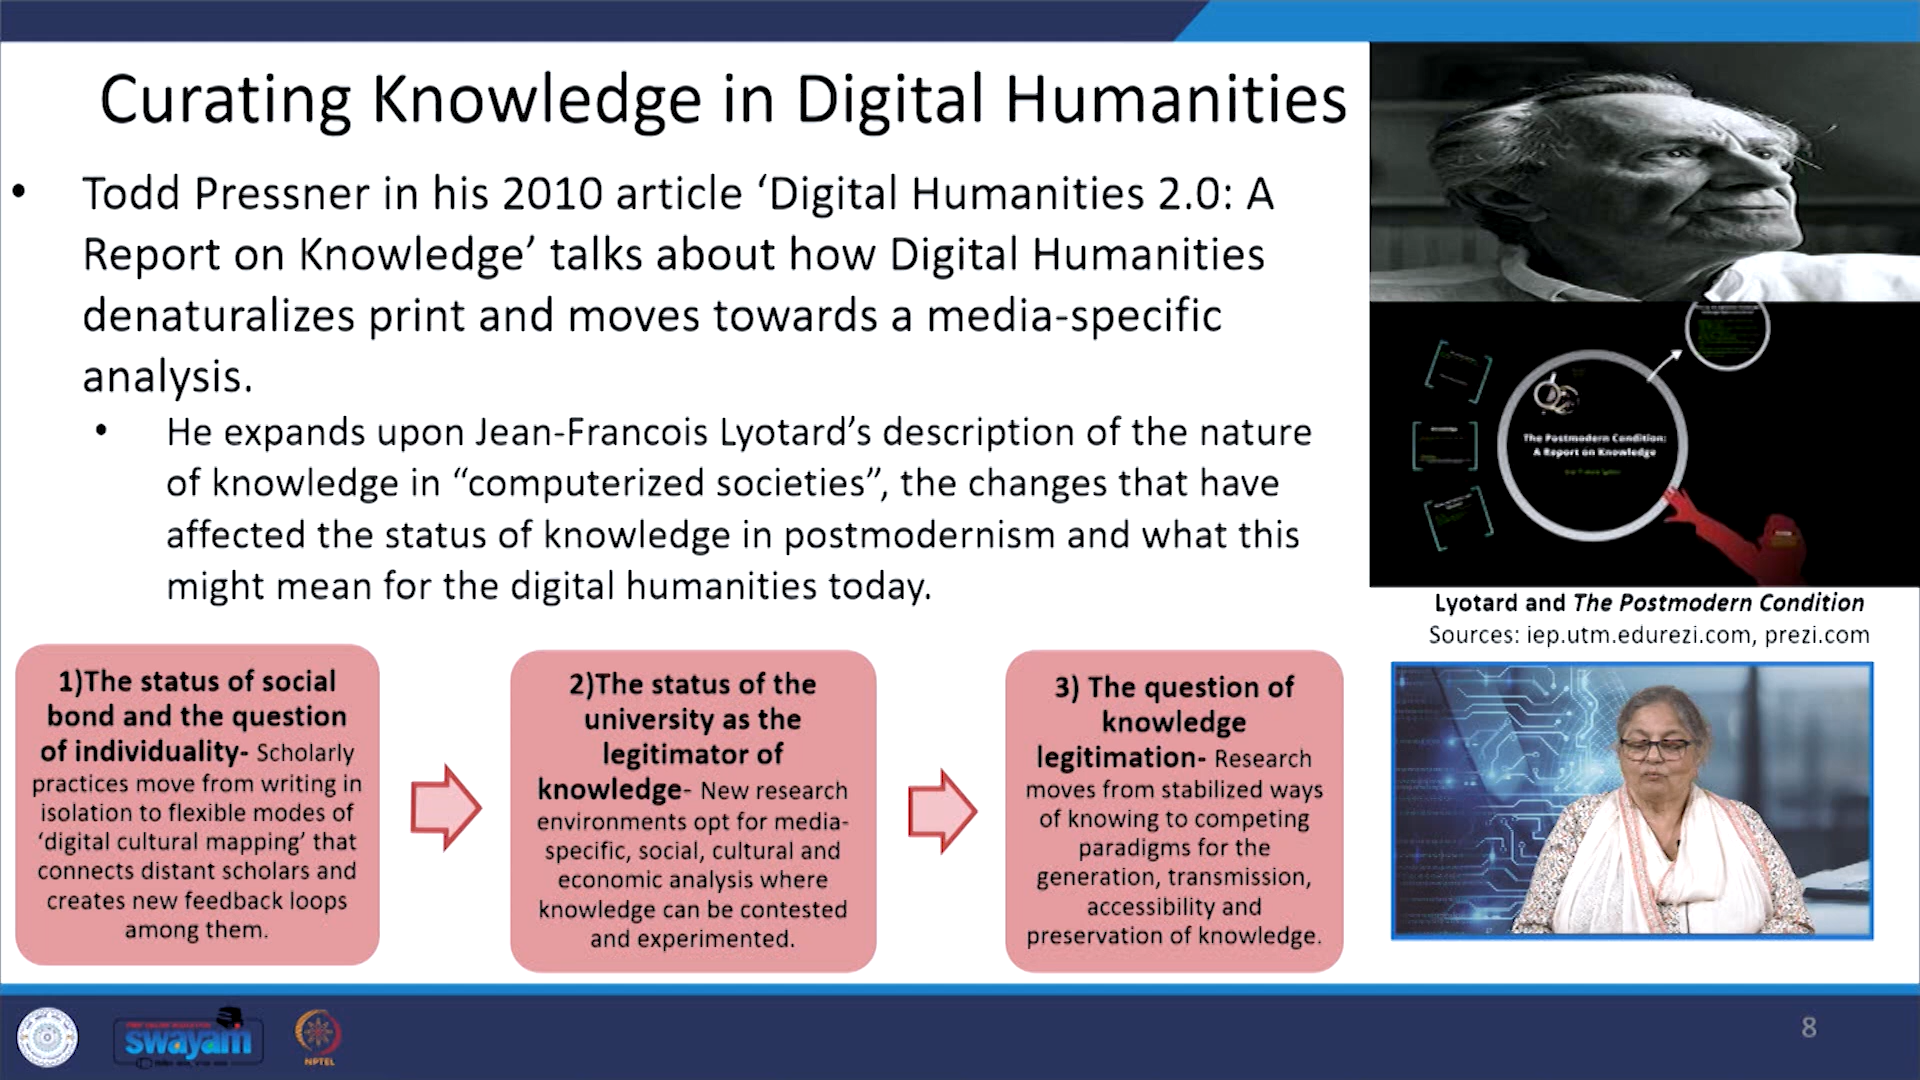 Curating Knowledge in Digital Humanities
• Todd Pressner in his 2010 article ‘Digital Humanities 2.0: A
Report on Knowledge’ talks about how Digital Humanities
denaturalizes print and moves towards a media-specific
analysis.
• He expands upon Jean-Francois Lyotard’s description of the nature
of knowledge in “computerized societies”, the changes that have
affected the status of knowledge in postmodernism and what this
might mean for the digital humanities today.
The Postmodern Condition:
A Report on Knowledge
Lyotard and The Postmodern Condition
Sources: iep.utm.edurezi.com, prezi.com
1)The status of social
bond and the question
of individuality- Scholarly
practices move from writing in
isolation to flexible modes of
‘digital cultural mapping’ that
connects distant scholars and
creates new feedback loops
among them.
2)The status of the
university as the
legitimator of
knowledge- New research
environments opt for media-
specific, social, cultural and
economic analysis where
knowledge can be contested
and experimented.
3) The question of
knowledge
legitimation- Research
moves from stabilized ways
of knowing to competing
paradigms for the
generation, transmission,
accessibility and
preservation of knowledge.
swayam
NPTEL
8